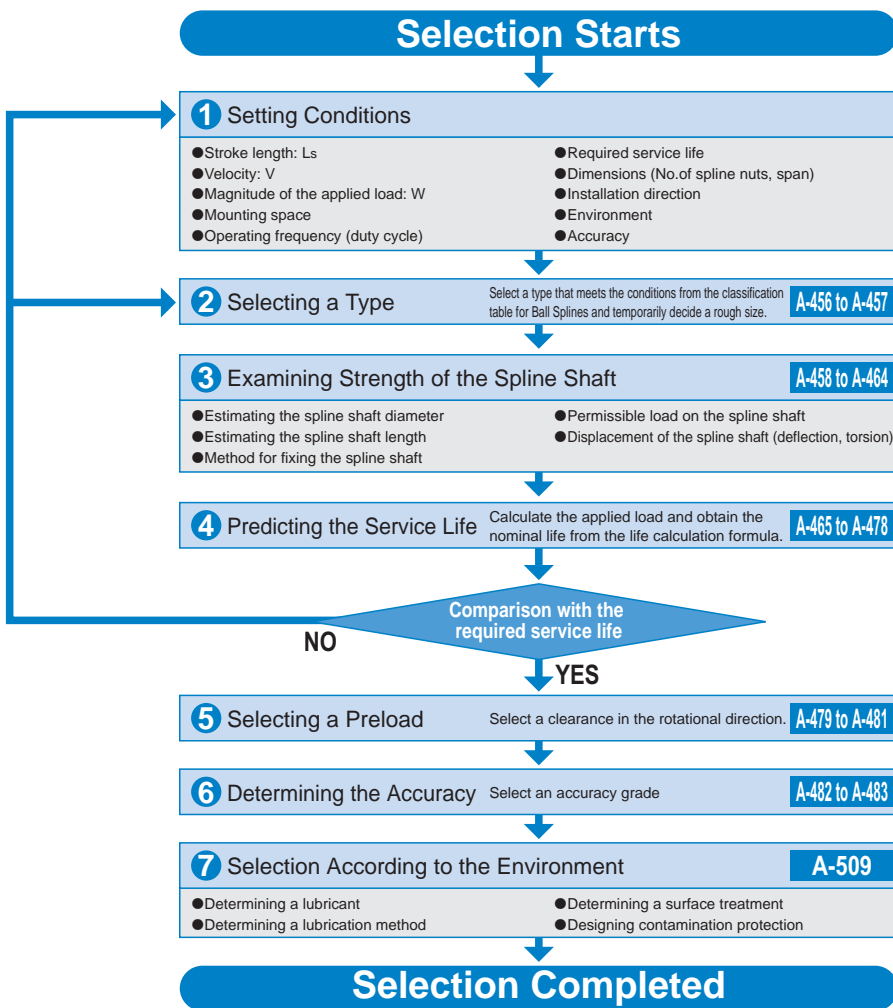 Selection Starts
1 Setting Conditions
●Stroke length: Ls
●Velocity: V
●Magnitude of the applied load: W
●Mounting space
●Operating frequency (duty cycle)
●Required service life
●Dimensions (No.of spline nuts, span)
●Installation direction
●Environment
●Accuracy
2 Selecting a Type
Select a type that meets the conditions from the classification
table for Ball Splines and temporarily decide a rough size.
A-456 to A-457
3 Examining Strength of the Spline Shaft
A-458 to A-464
●Estimating the spline shaft diameter
●Estimating the spline shaft length
●Method for fixing the spline shaft
●Permissible load on the spline shaft
●Displacement of the spline shaft (deflection, torsion)
4 Predicting the Service Life
Calculate the applied load and obtain the
nominal life from the life calculation formula.
A-465 to A-478
Comparison with the
required service life
NO
YES
5 Selecting a Preload
Select a clearance in the rotational direction.
A-479 to A-481
6 Determining the Accuracy
Select an accuracy grade
A-482 to A-483
7 Selection According to the Environment
A-509
●Determining a lubricant
●Determining a lubrication method
●Determining a surface treatment
●Designing contamination protection
Selection Completed